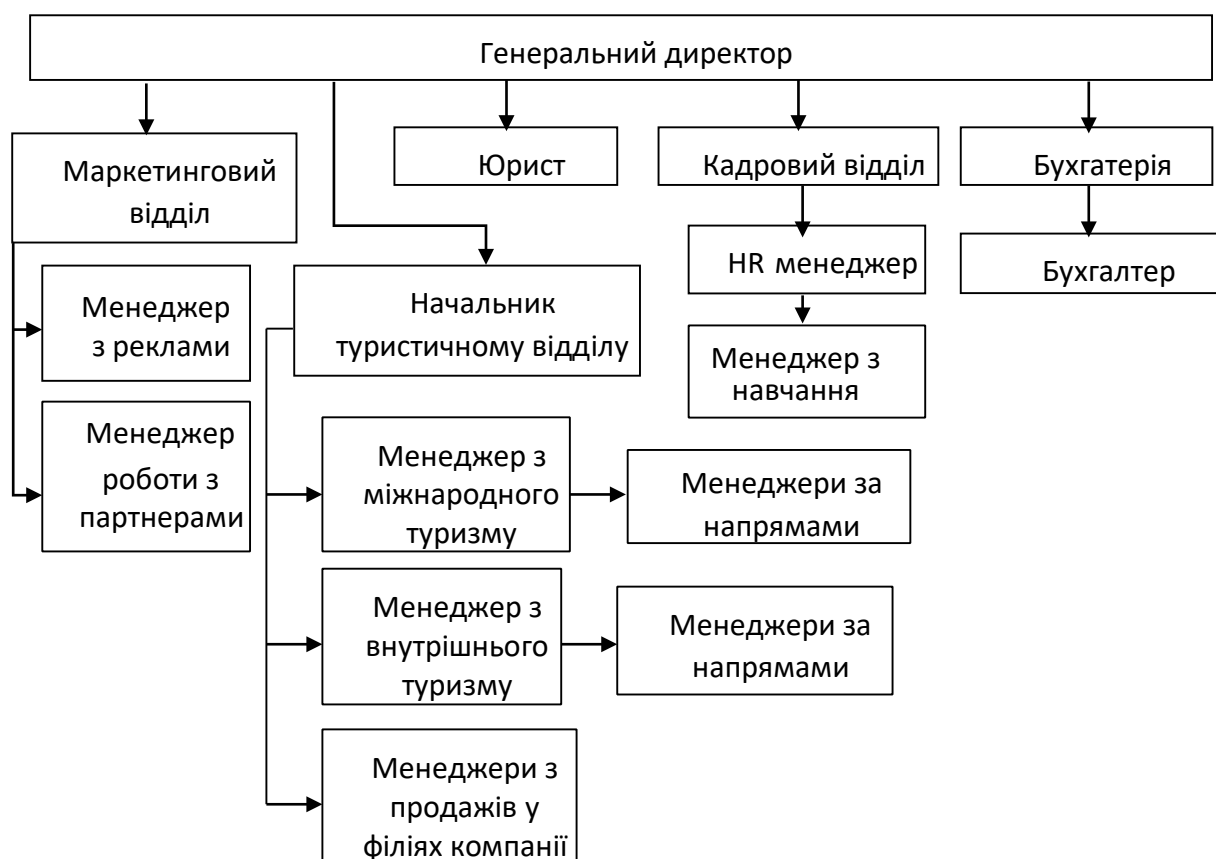 Генеральний директор
Маркетинговий
відділ
Юрист
Кадровий відділ
Бухгатерія
HR менеджер
Бухгалтер
Менеджер
з реклами
Начальник
туристичному відділу
Менеджер з
навчання
Менеджер
роботи з
партнерами
Менеджер з
міжнародного
туризму
Менеджери за
напрямами
Менеджер з
внутрішнього
туризму
Менеджери за
напрямами
Менеджери з
продажів у
філіях компанії